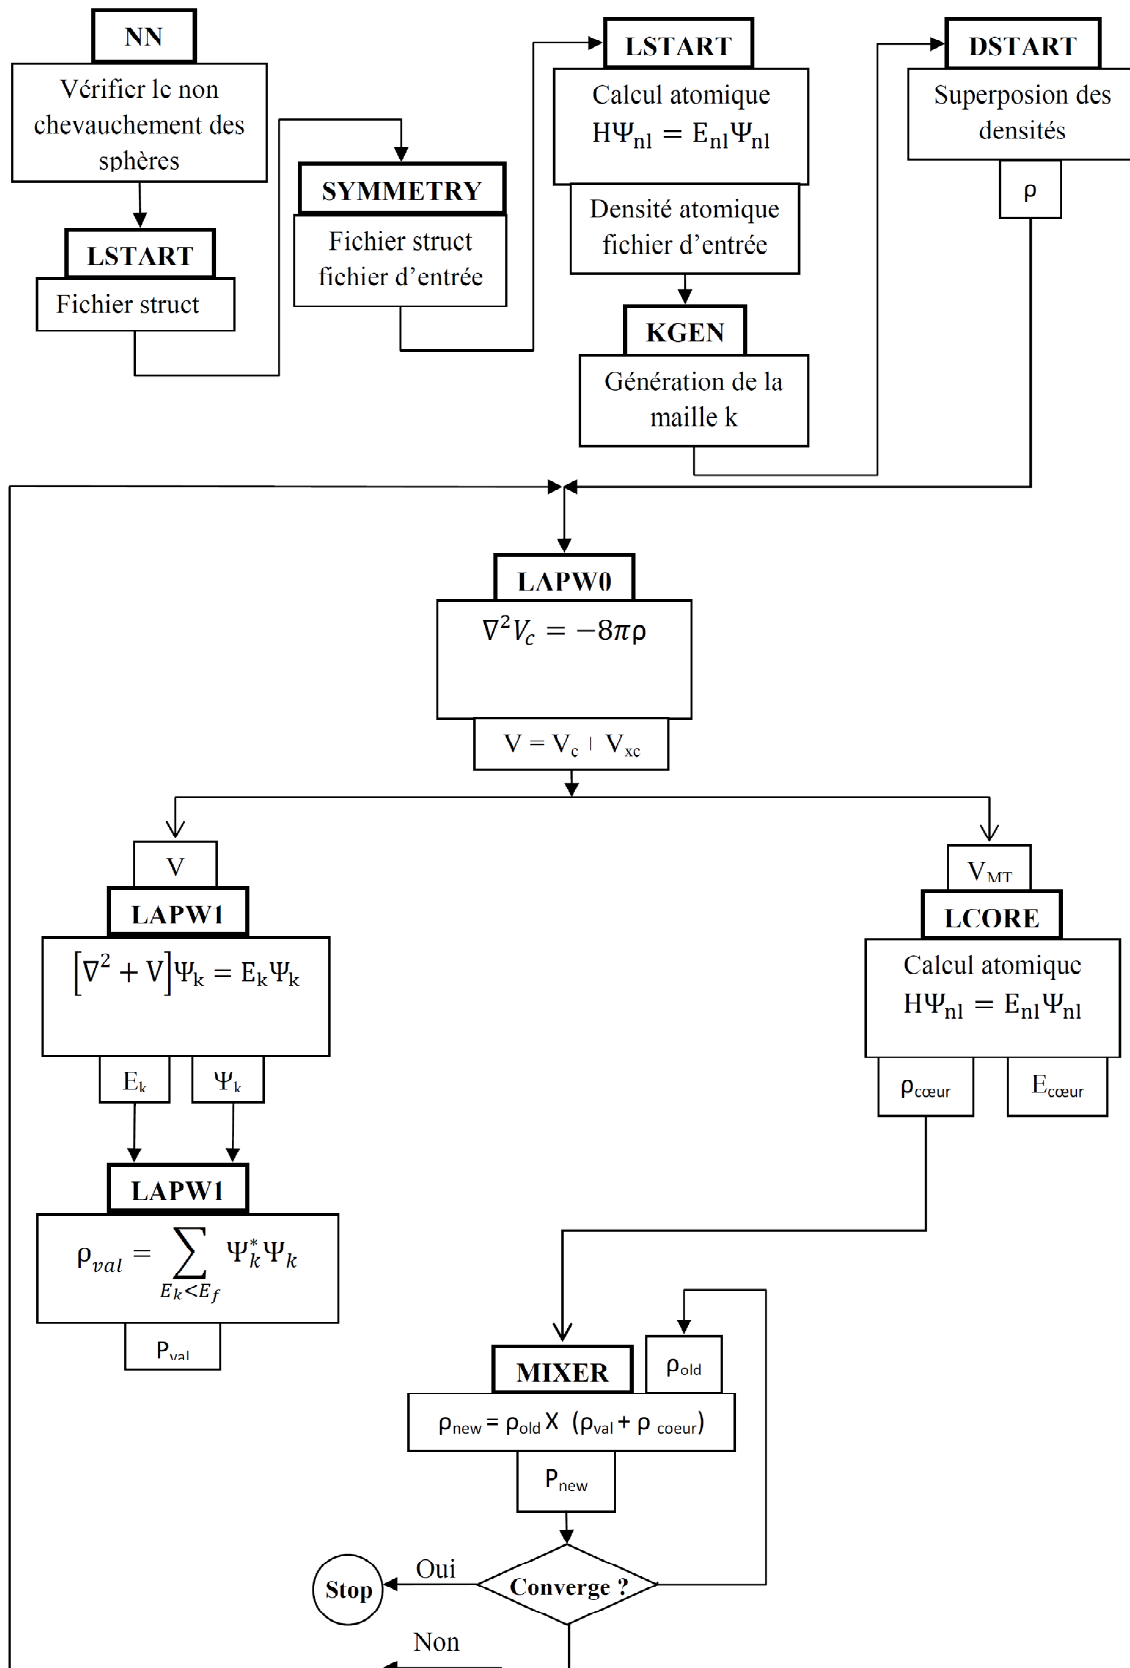 NN
Vérifier le non
chevauchement des
sphères
LSTART
Fichier struct
SYMMETRY
Fichier struct
fichier d'entrée
LSTART
Calcul atomique
HΨnl = EnlΨnl
Densité atomique
fichier d'entrée
KGEN
Génération de la
maille k
DSTART
Superposion des
densités
ρ
LAPW0
∇²Vc = −8πρ
V = Vc + Vxc
V
LAPW1
[∇² + V]Ψk = EkΨk
Ek Ψk
LAPW1
ρval = ∑ Ψk* Ψk
Ek<Ef
Pval
VMT
LCORE
Calcul atomique
HΨnl = EnlΨnl
ρcœur Ecœur
MIXER
ρold
ρnew = ρold X (ρval + ρ coeur)
Pnew
Converge ?
Oui
Stop
Non